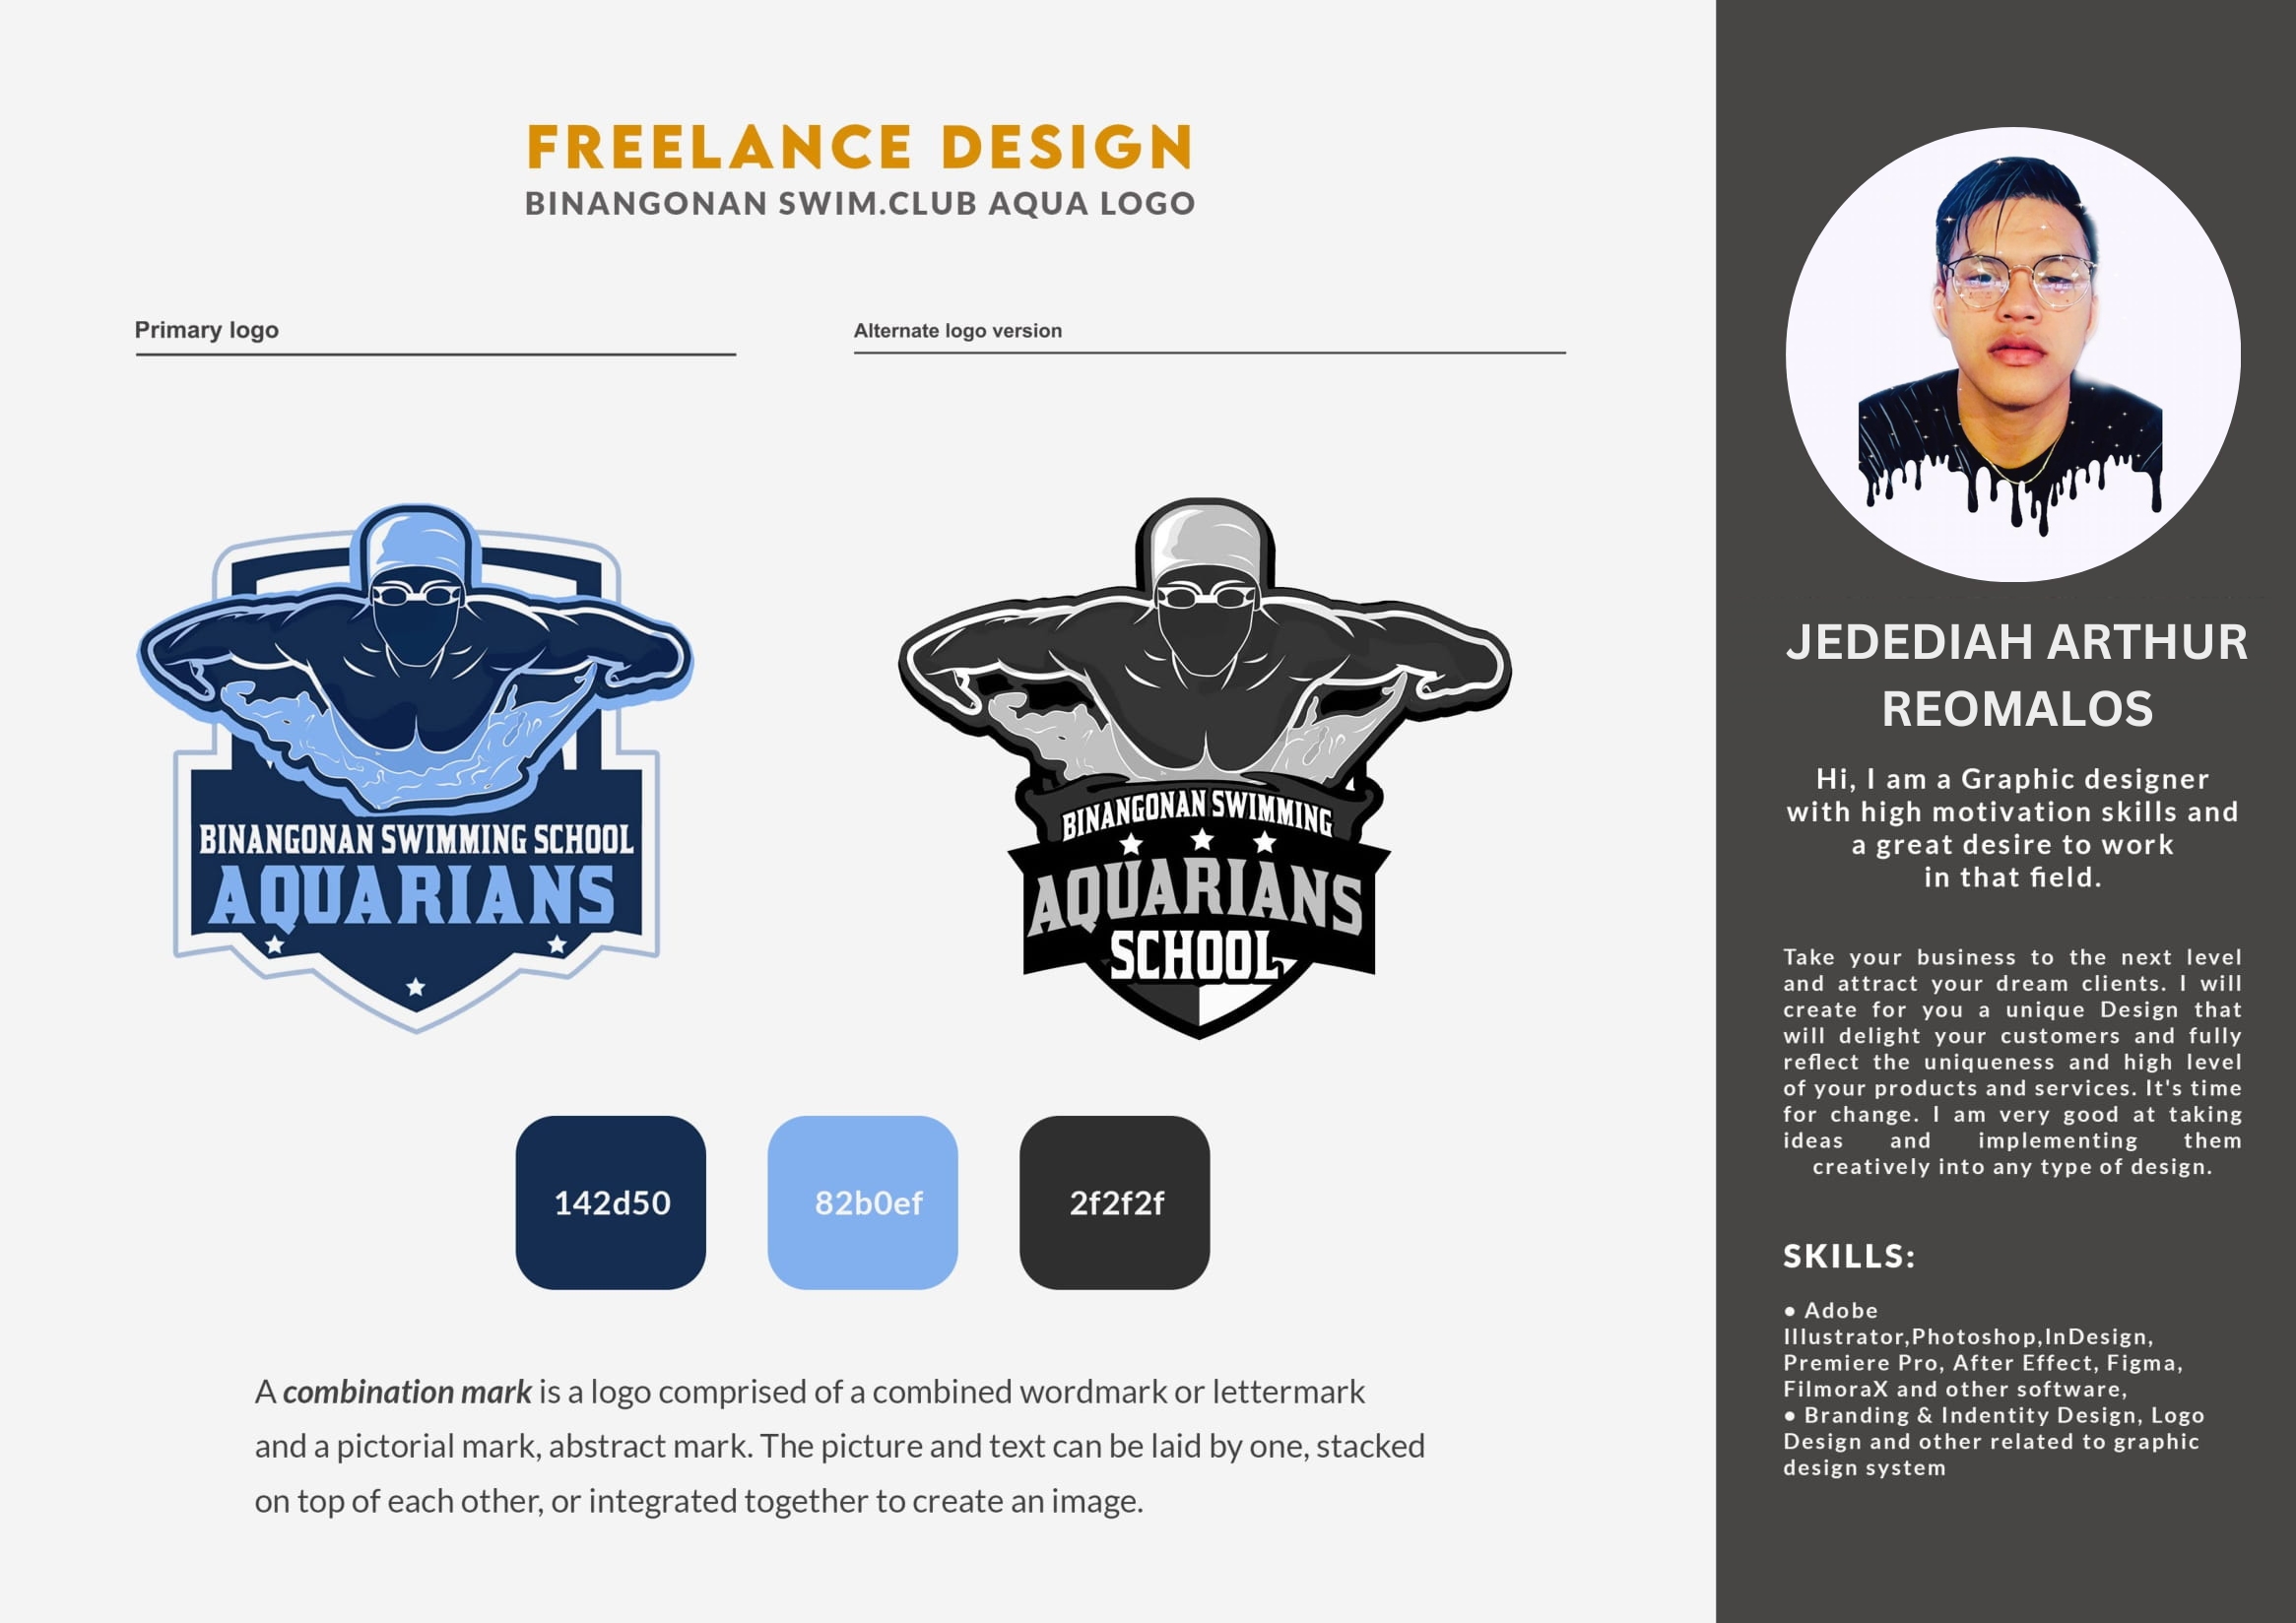 FREELANCE DESIGN
BINANGONAN SWIM.CLUB AQUA LOGO
Primary logo
Alternate logo version
BINANGONAN SWIMMING SCHOOL
AQUARIANS
BINANGONAN SWIMMING
AQUARIANS
SCHOOL
142d50
82b0ef
2f2f2f
A combination mark is a logo comprised of a combined wordmark or lettermark
and a pictorial mark, abstract mark. The picture and text can be laid by one, stacked
on top of each other, or integrated together to create an image.
JEDEDIAH ARTHUR
REOMALOS
Hi, I am a Graphic designer
with high motivation skills and
a great desire to work
in that field.
Take your business to the next level
and attract your dream clients. I will
create for you a unique Design that
will delight your customers and fully
reflect the uniqueness and high level
of your products and services. It's time
for change. I am very good at taking
ideas and implementing them
creatively into any type of design.
SKILLS:
● Adobe
Illustrator,Photoshop,InDesign,
Premiere Pro, After Effect, Figma,
FilmoraX and other software,
● Branding & Indentity Design, Logo
Design and other related to graphic
design system